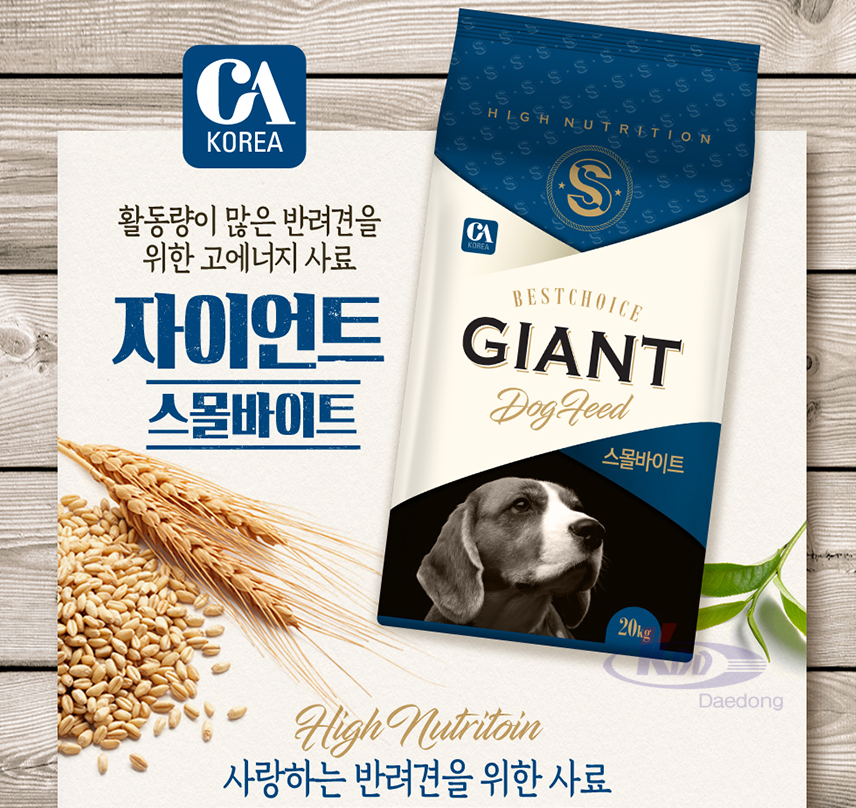 CA
KOREA
활동량이 많은 반려견을
위한 고에너지 사료
자이언트
스몰바이트
HIGH NUTRITION
S
CA
KOREA
BESTCHOICE
GIANT
Dog Feed
스몰바이트
20kg
Daedong
High Nutritoin
사랑하는 반려견을 위한 사료